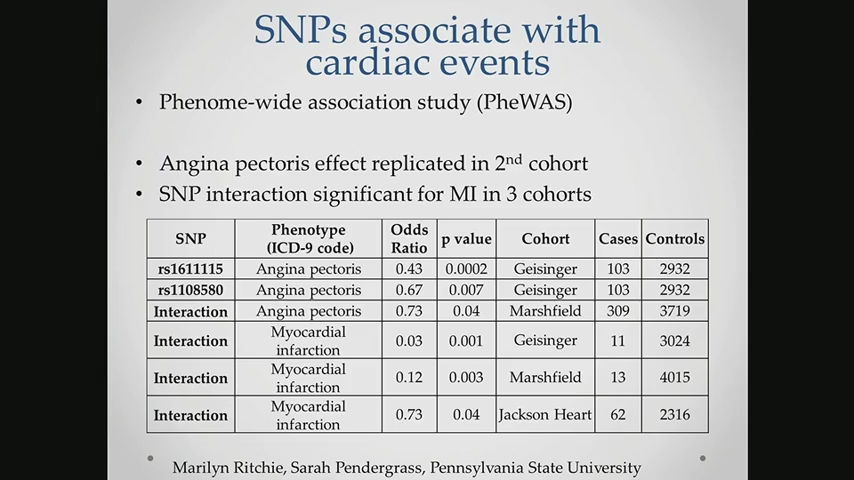 SNPs associate with
cardiac events
• Phenome-wide association study (PheWAS)
• Angina pectoris effect replicated in 2nd cohort
• SNP interaction significant for MI in 3 cohorts
SNP Phenotype (ICD-9 code) Odds Ratio p value Cohort Cases Controls
rs1611115 Angina pectoris 0.43 0.0002 Geisinger 103 2932
rs1108580 Angina pectoris 0.67 0.007 Geisinger 103 2932
Interaction Angina pectoris 0.73 0.04 Marshfield 309 3719
Interaction Myocardial infarction 0.03 0.001 Geisinger 11 3024
Interaction Myocardial infarction 0.12 0.003 Marshfield 13 4015
Interaction Myocardial infarction 0.73 0.04 Jackson Heart 62 2316
Marilyn Ritchie, Sarah Pendergrass, Pennsylvania State University